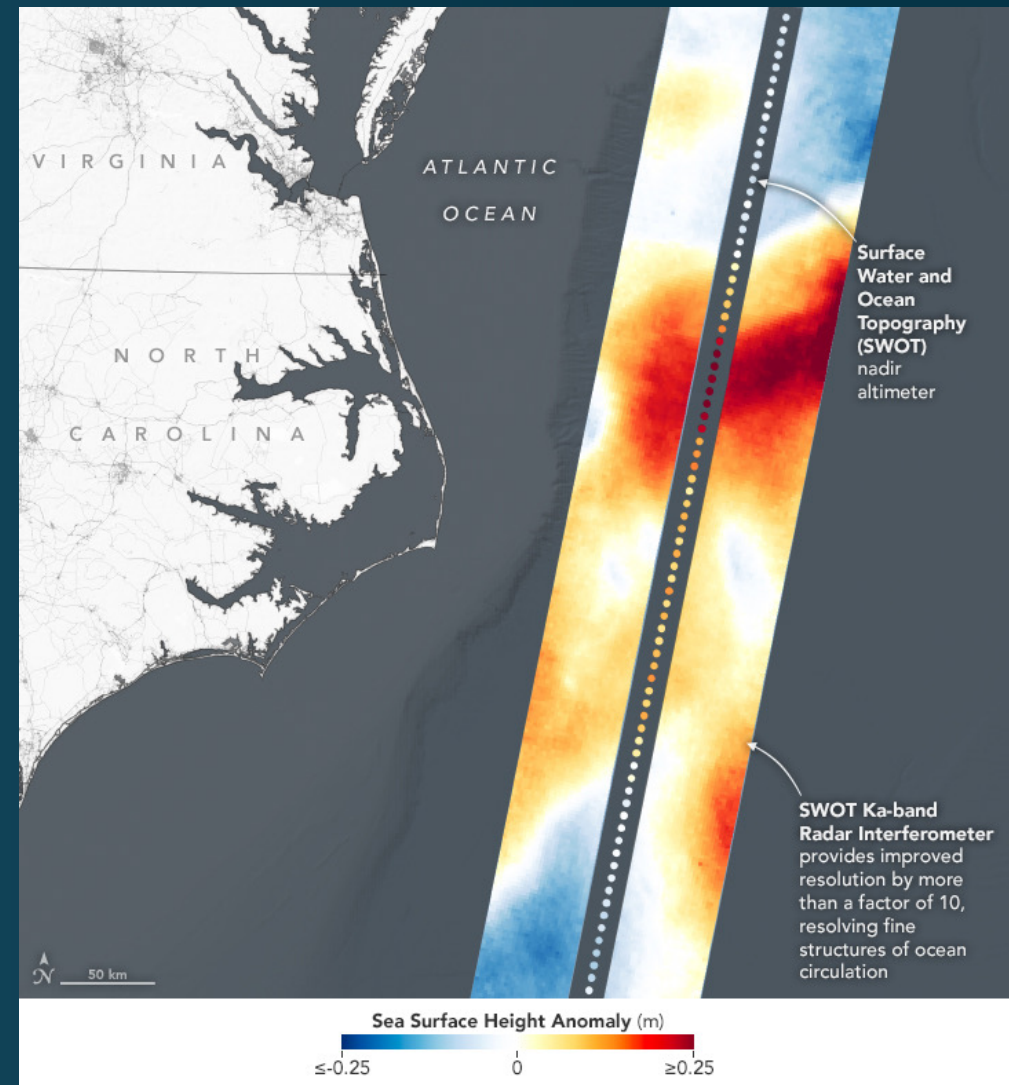 VIRGINIA
ATLANTIC
OCEAN
Surface
Water and
Ocean
Topography
(SWOT)
nadir
altimeter
NORTH
CAROLINA
SWOT Ka-band
Radar Interferometer
provides improved
resolution by more
than a factor of 10,
resolving fine
structures of ocean
circulation
N
50 km
Sea Surface Height Anomaly (m)
≤-0.25 0 ≥0.25